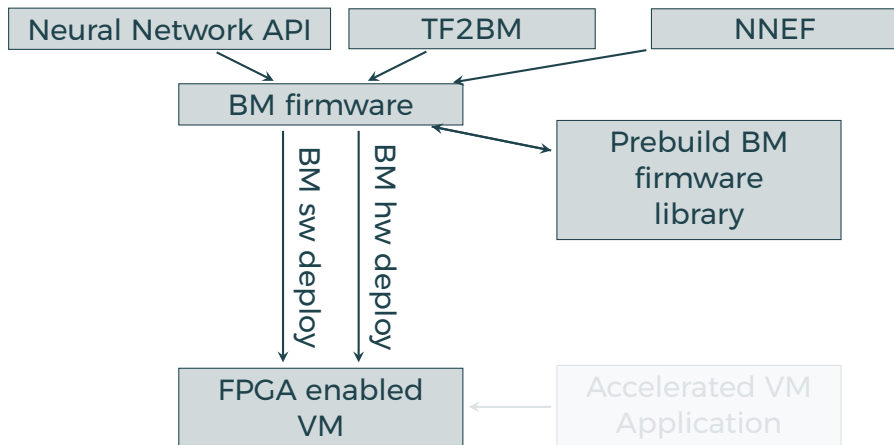 Neural Network API
TF2BM
NNEF
BM firmware
Prebuild BM
firmware
library
BM sw deploy
BM hw deploy
FPGA enabled
VM
Accelerated VM
Application